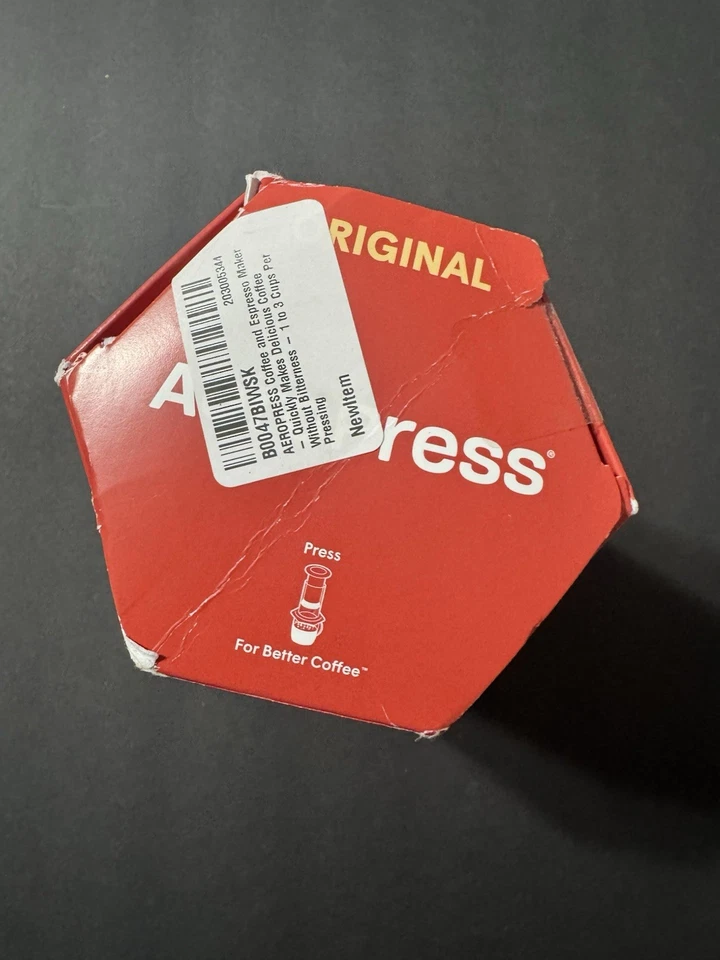 RIGINAL
A
ress®
203005344
B0047BIWSK
AEROPRESS Coffee and Espresso Maker
– Quickly Makes Delicious Coffee
Without Bitterness – 1 to 3 Cups Per
Pressing
NewItem
Press
For Better Coffee™